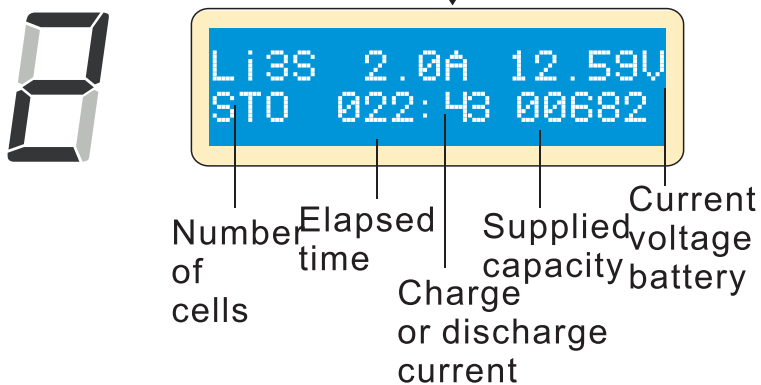 2
Li3S 2.0A 12.59V
STO 022:43 00682
Number
of
cells
Elapsed
time
Charge
or discharge
current
Supplied
capacity
Current
voltage
battery